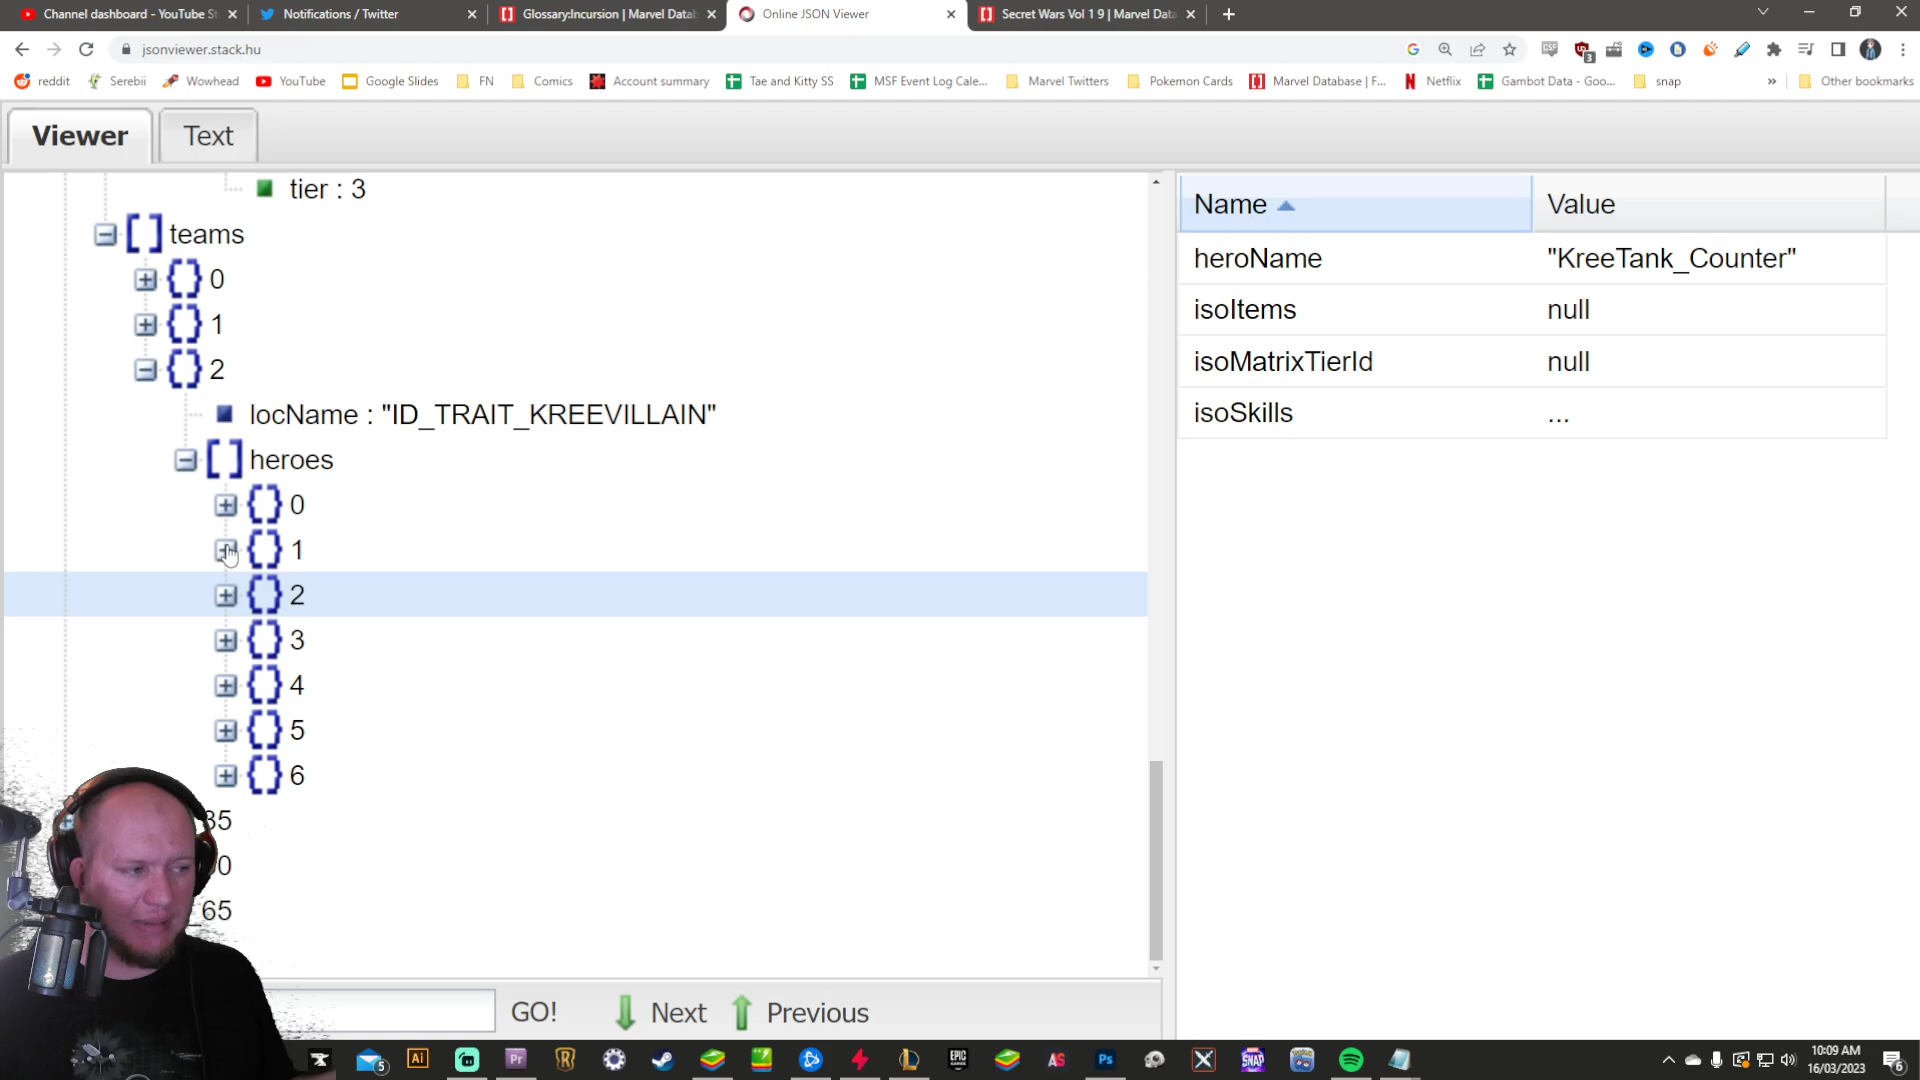 Channel dashboard - YouTube St
Notifications / Twitter
Glossary:Incursion | Marvel Datab
Online JSON Viewer
Secret Wars Vol 1 9 | Marvel Data
jsonviewer.stack.hu
reddit
Serebii
Wowhead
YouTube
Google Slides
FN
Comics
Account summary
Tae and Kitty SS
MSF Event Log Cale...
Marvel Twitters
Pokemon Cards
Marvel Database | F...
Netflix
Gambot Data - Goo...
snap
»
Other bookmarks
Viewer
Text
tier : 3
teams
0
1
2
locName : "ID_TRAIT_KREEVILLAIN"
heroes
0
1
2
3
4
5
6
35
0
65
GO!
Next
Previous
Name
Value
heroName
"KreeTank_Counter"
isoItems
null
isoMatrixTierId
null
isoSkills
...
10:09 AM
16/03/2023